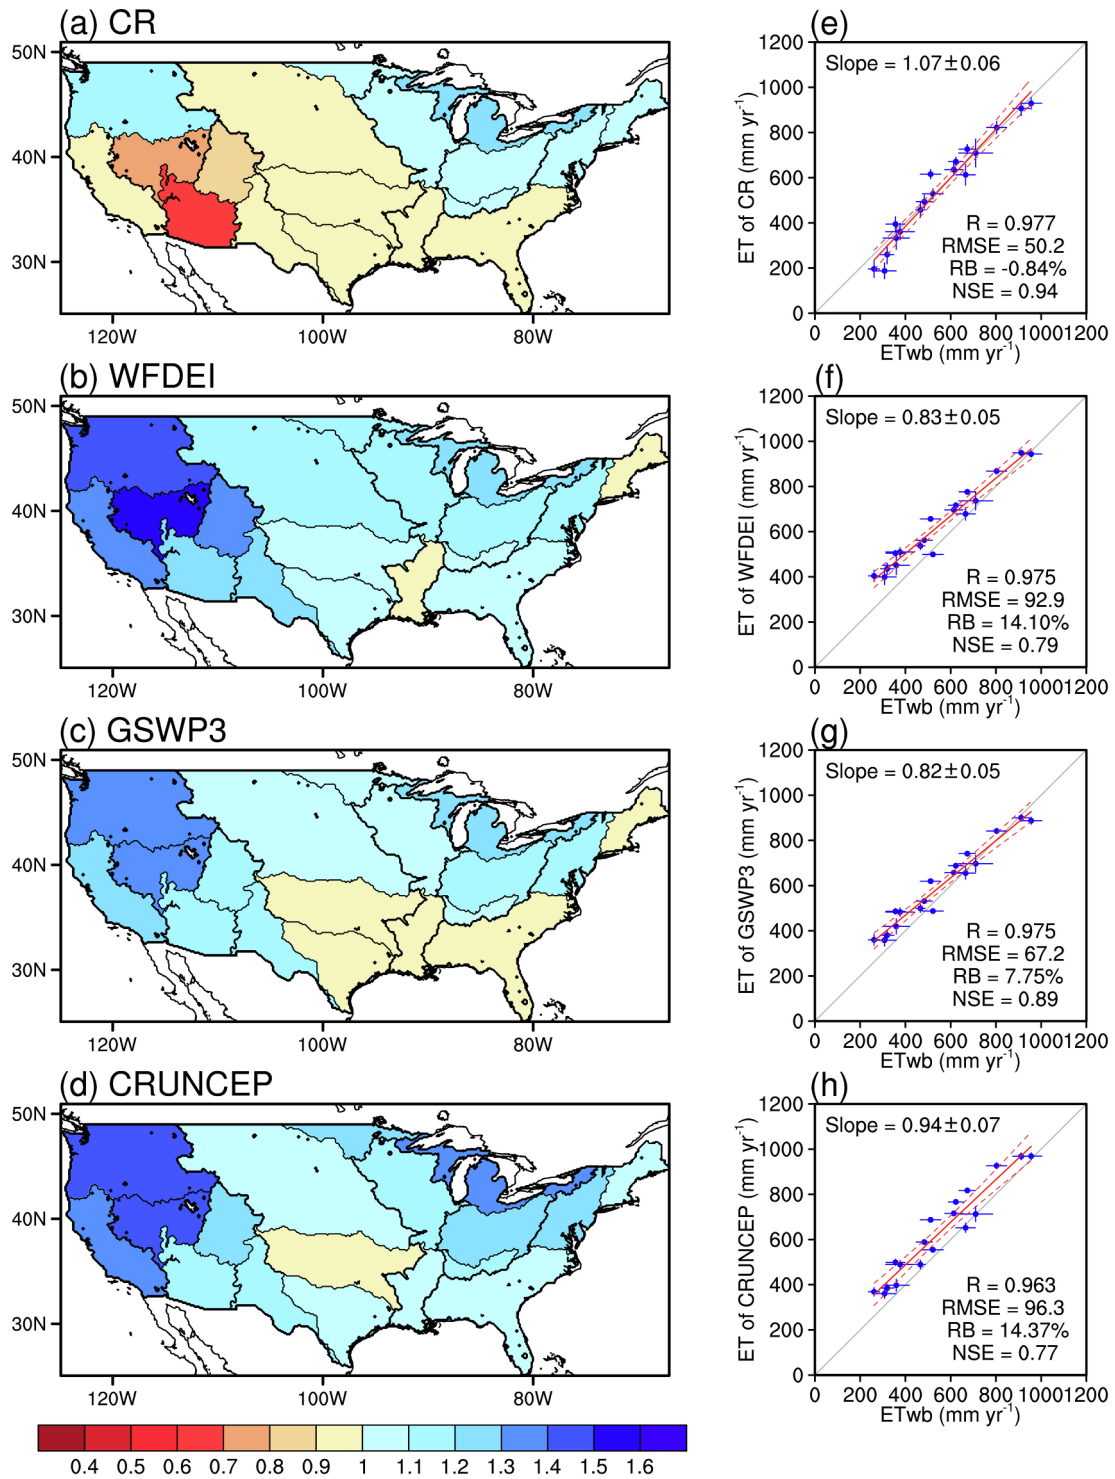 (a) CR
50N
40N
30N
120W 100W 80W
(e)
1200
1000
800
600
400
200
0
ET of CR (mm yr-1)
Slope = 1.07±0.06
R = 0.977
RMSE = 50.2
RB = -0.84%
NSE = 0.94
0 200 400 600 800 1000 1200
ETwb (mm yr-1)
(b) WFDEI
50N
40N
30N
120W 100W 80W
(f)
1200
1000
800
600
400
200
0
ET of WFDEI (mm yr-1)
Slope = 0.83±0.05
R = 0.975
RMSE = 92.9
RB = 14.10%
NSE = 0.79
0 200 400 600 800 1000 1200
ETwb (mm yr-1)
(c) GSWP3
50N
40N
30N
120W 100W 80W
(g)
1200
1000
800
600
400
200
0
ET of GSWP3 (mm yr-1)
Slope = 0.82±0.05
R = 0.975
RMSE = 67.2
RB = 7.75%
NSE = 0.89
0 200 400 600 800 1000 1200
ETwb (mm yr-1)
(d) CRUNCEP
50N
40N
30N
120W 100W 80W
(h)
1200
1000
800
600
400
200
0
ET of CRUNCEP (mm yr-1)
Slope = 0.94±0.07
R = 0.963
RMSE = 96.3
RB = 14.37%
NSE = 0.77
0 200 400 600 800 1000 1200
ETwb (mm yr-1)
0.4 0.5 0.6 0.7 0.8 0.9 1 1.1 1.2 1.3 1.4 1.5 1.6